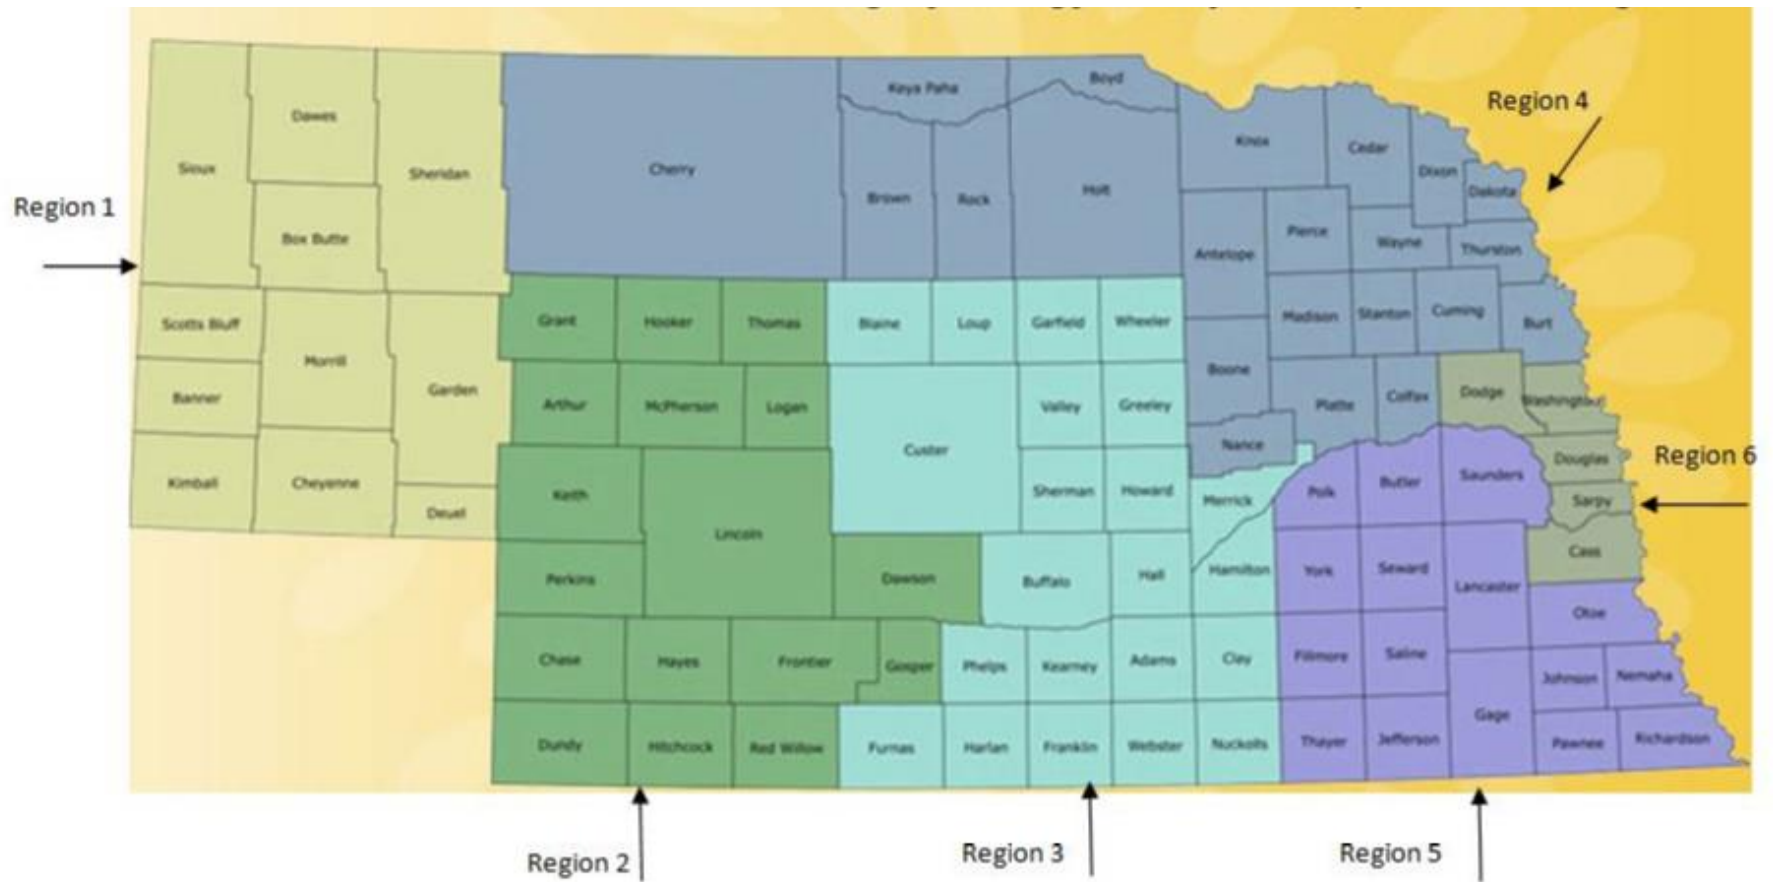 Region 1
Region 4
Region 6
Region 2
Region 3
Region 5
Sioux
Dawes
Sheridan
Box Butte
Scotts Bluff
Morrill
Garden
Banner
Kimball
Cheyenne
Deuel
Cherry
Keya Paha
Boyd
Brown
Rock
Holt
Knox
Cedar
Dixon
Dakota
Antelope
Pierce
Wayne
Thurston
Madison
Stanton
Cuming
Burt
Boone
Platte
Colfax
Nance
Grant
Hooker
Thomas
Arthur
McPherson
Logan
Keith
Lincoln
Perkins
Dawson
Chase
Hayes
Frontier
Gosper
Dundy
Hitchcock
Red Willow
Blaine
Loup
Garfield
Wheeler
Custer
Valley
Greeley
Sherman
Howard
Merrick
Buffalo
Hall
Hamilton
Phelps
Kearney
Adams
Clay
Furnas
Harlan
Franklin
Webster
Nuckolls
Dodge
Washington
Douglas
Sarpy
Cass
Polk
Butler
Saunders
York
Seward
Lancaster
Otoe
Fillmore
Saline
Johnson
Nemaha
Gage
Thayer
Jefferson
Pawnee
Richardson